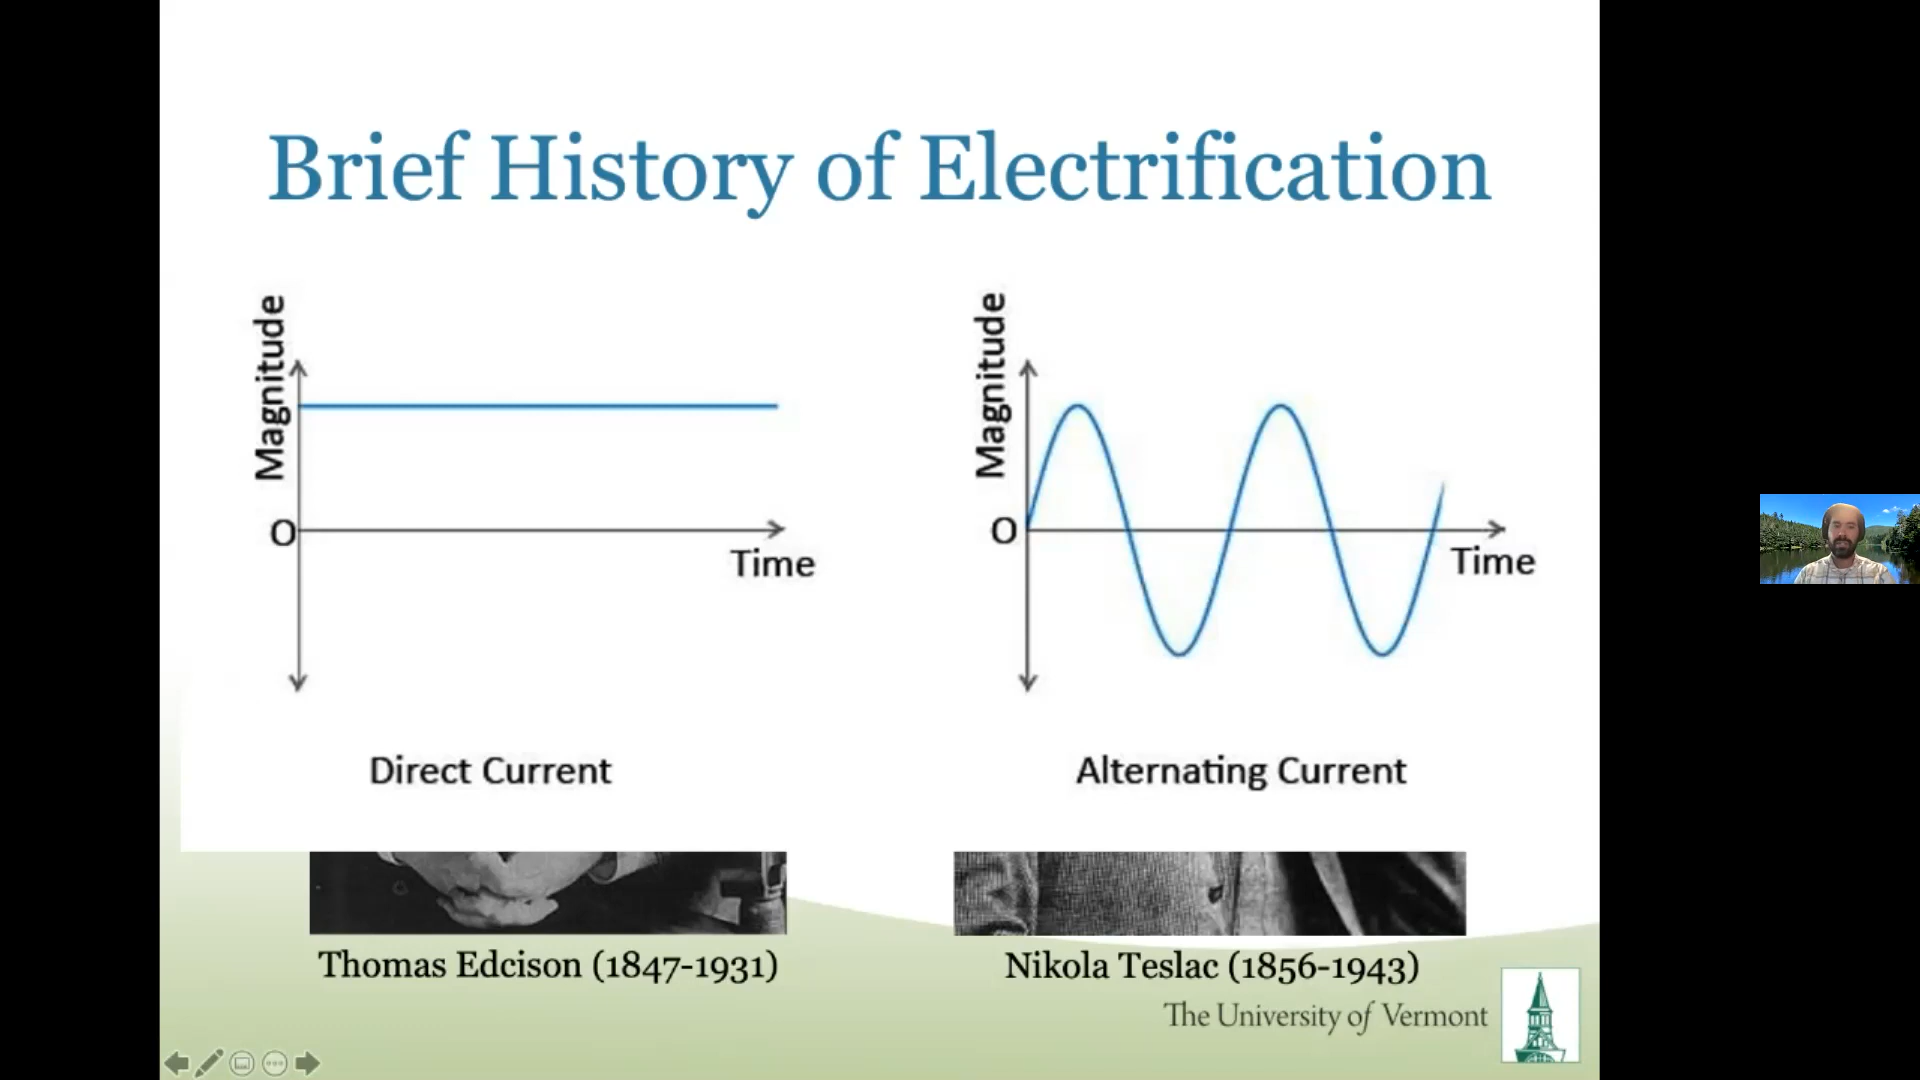 Brief History of Electrification
Magnitude
O
Time
Direct Current
Magnitude
O
Time
Alternating Current
Thomas Edcison (1847-1931)
Nikola Teslac (1856-1943)
The University of Vermont